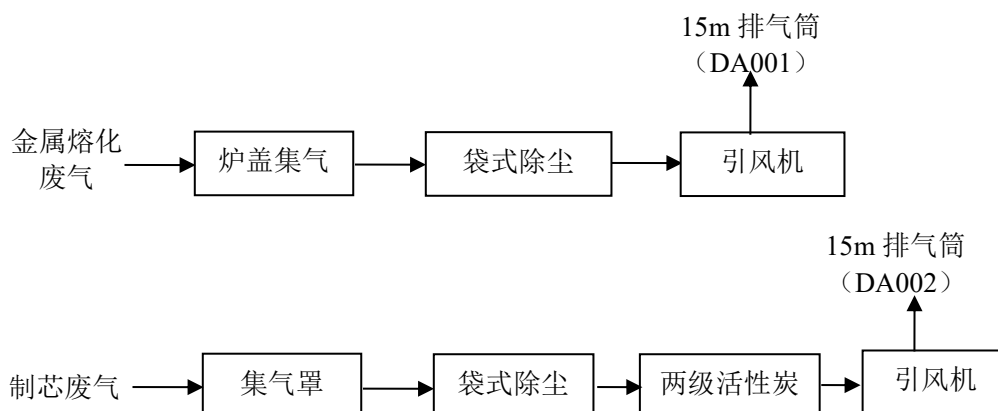 15m 排气筒
（DA001）
金属熔化
废气
炉盖集气
袋式除尘
引风机
15m 排气筒
（DA002）
制芯废气
集气罩
袋式除尘
两级活性炭
引风机